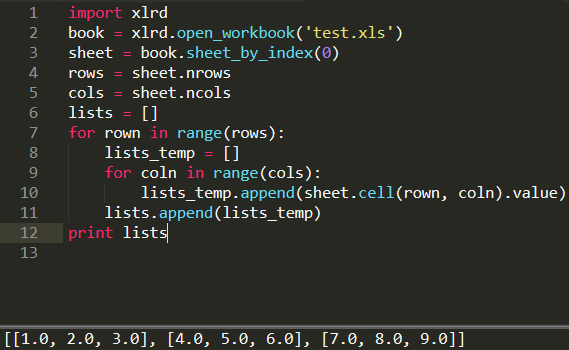 1 import xlrd
2 book = xlrd.open_workbook('test.xls')
3 sheet = book.sheet_by_index(0)
4 rows = sheet.nrows
5 cols = sheet.ncols
6 lists = []
7 for rown in range(rows):
8     lists_temp = []
9     for coln in range(cols):
10         lists_temp.append(sheet.cell(rown, coln).value)
11     lists.append(lists_temp)
12 print lists
13
[[1.0, 2.0, 3.0], [4.0, 5.0, 6.0], [7.0, 8.0, 9.0]]